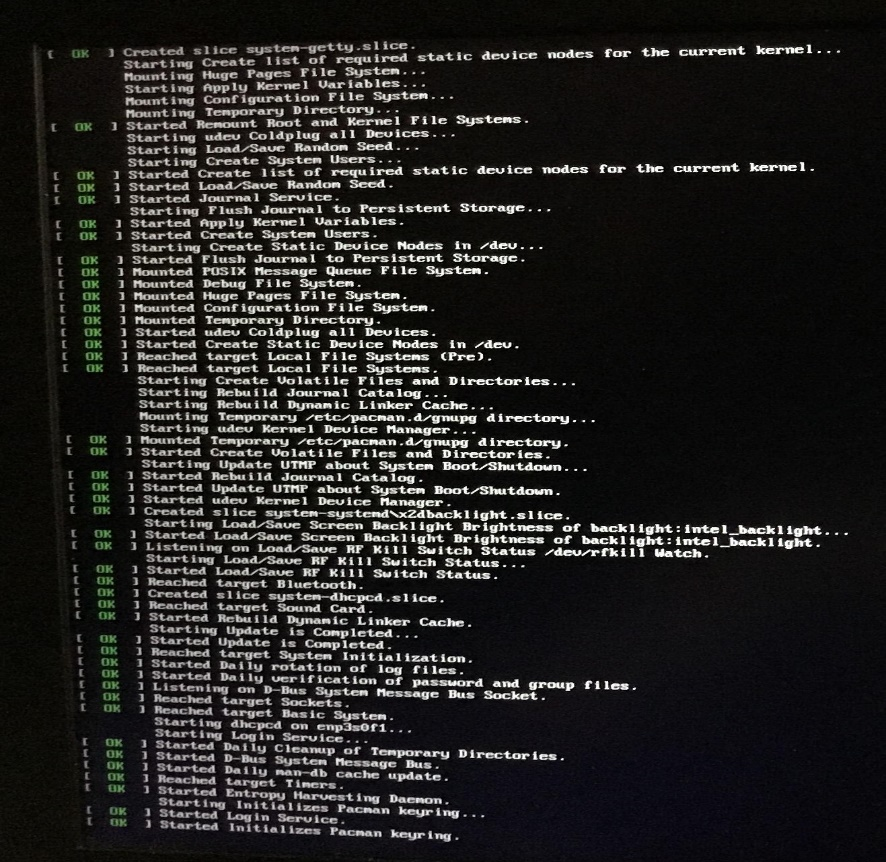 [ OK ] Created slice system-getty.slice.
Starting Create list of required static device nodes for the current kernel...
Mounting Huge Pages File System...
Starting Apply Kernel Variables...
Mounting Configuration File System...
Mounting Temporary Directory...
[ OK ] Started Remount Root and Kernel File Systems.
Starting udev Coldplug all Devices...
Starting Load/Save Random Seed...
Starting Create System Users...
[ OK ] Started Create list of required static device nodes for the current kernel.
[ OK ] Started Load/Save Random Seed.
[ OK ] Started Journal Service.
Starting Flush Journal to Persistent Storage...
[ OK ] Started Apply Kernel Variables.
[ OK ] Started Create System Users.
Starting Create Static Device Nodes in /dev...
[ OK ] Started Flush Journal to Persistent Storage.
[ OK ] Mounted POSIX Message Queue File System.
[ OK ] Mounted Debug File System.
[ OK ] Mounted Huge Pages File System.
[ OK ] Mounted Configuration File System.
[ OK ] Mounted Temporary Directory.
[ OK ] Started udev Coldplug all Devices.
[ OK ] Started Create Static Device Nodes in /dev.
[ OK ] Reached target Local File Systems (Pre).
[ OK ] Reached target Local File Systems.
Starting Create Volatile Files and Directories...
Starting Rebuild Journal Catalog...
Starting Rebuild Dynamic Linker Cache...
Mounting Temporary /etc/pacman.d/gnupg directory...
Starting udev Kernel Device Manager...
[ OK ] Mounted Temporary /etc/pacman.d/gnupg directory.
[ OK ] Started Create Volatile Files and Directories.
Starting Update UTMP about System Boot/Shutdown...
[ OK ] Started Rebuild Journal Catalog.
[ OK ] Started Update UTMP about System Boot/Shutdown.
[ OK ] Started udev Kernel Device Manager.
[ OK ] Created slice system-systemd\x2dbacklight.slice.
Starting Load/Save Screen Backlight Brightness of backlight:intel_backlight...
[ OK ] Started Load/Save Screen Backlight Brightness of backlight:intel_backlight.
[ OK ] Listening on Load/Save RF Kill Switch Status /dev/rfkill Watch.
Starting Load/Save RF Kill Switch Status...
[ OK ] Started Load/Save RF Kill Switch Status.
[ OK ] Reached target Bluetooth.
[ OK ] Created slice system-dhcpcd.slice.
[ OK ] Reached target Sound Card.
[ OK ] Started Rebuild Dynamic Linker Cache.
Starting Update is Completed...
[ OK ] Started Update is Completed.
[ OK ] Reached target System Initialization.
[ OK ] Started Daily rotation of log files.
[ OK ] Started Daily verification of password and group files.
[ OK ] Listening on D-Bus System Message Bus Socket.
[ OK ] Reached target Sockets.
[ OK ] Reached target Basic System.
Starting dhcpcd on enp3s0f1...
Starting Login Service...
[ OK ] Started Daily Cleanup of Temporary Directories.
[ OK ] Started D-Bus System Message Bus.
[ OK ] Started Daily man-db cache update.
[ OK ] Reached target Timers.
[ OK ] Started Entropy Harvesting Daemon.
Starting Initializes Pacman keyring...
[ OK ] Started Login Service.
[ OK ] Started Initializes Pacman keyring.